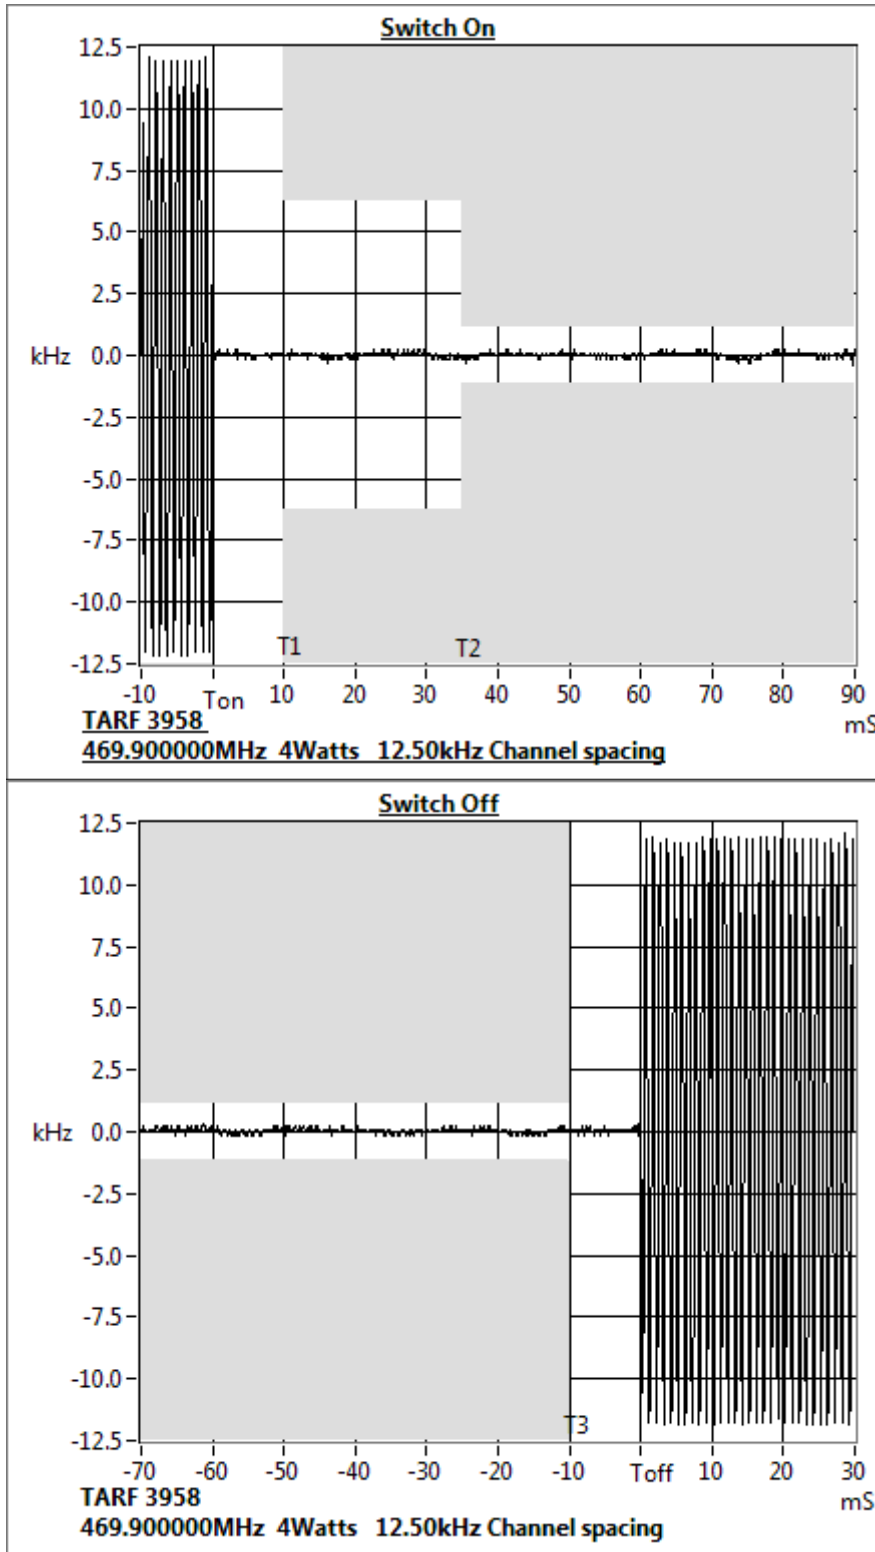 Switch On
12.5
10.0
7.5
5.0
2.5
kHz 0.0
-2.5
-5.0
-7.5
-10.0
T1 T2
-12.5
-10 Ton 10 20 30 40 50 60 70 80 90
mS
TARF 3958
469.900000MHz 4Watts 12.50kHz Channel spacing
Switch Off
12.5
10.0
7.5
5.0
2.5
kHz 0.0
-2.5
-5.0
-7.5
-10.0
T3
-12.5
-70 -60 -50 -40 -30 -20 -10 Toff 10 20 30
mS
TARF 3958
469.900000MHz 4Watts 12.50kHz Channel spacing